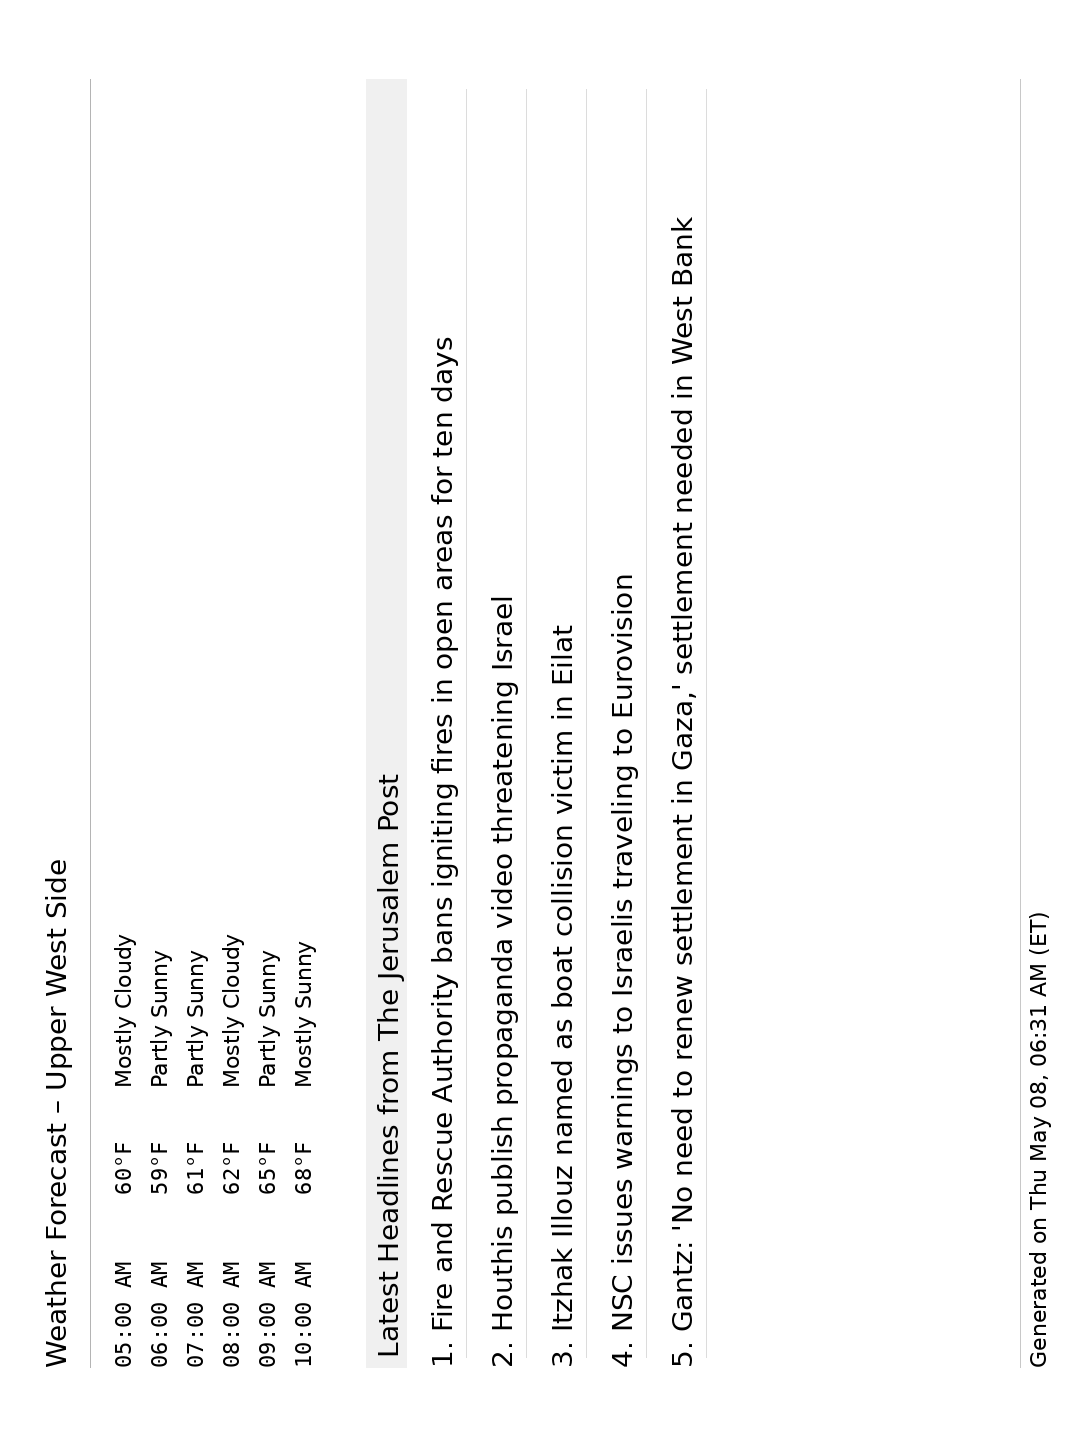 Weather Forecast – Upper West Side
05:00 AM 60°F Mostly Cloudy
06:00 AM 59°F Partly Sunny
07:00 AM 61°F Partly Sunny
08:00 AM 62°F Mostly Cloudy
09:00 AM 65°F Partly Sunny
10:00 AM 68°F Mostly Sunny
Latest Headlines from The Jerusalem Post
1. Fire and Rescue Authority bans igniting fires in open areas for ten days
2. Houthis publish propaganda video threatening Israel
3. Itzhak Illouz named as boat collision victim in Eilat
4. NSC issues warnings to Israelis traveling to Eurovision
5. Gantz: 'No need to renew settlement in Gaza,' settlement needed in West Bank
Generated on Thu May 08, 06:31 AM (ET)